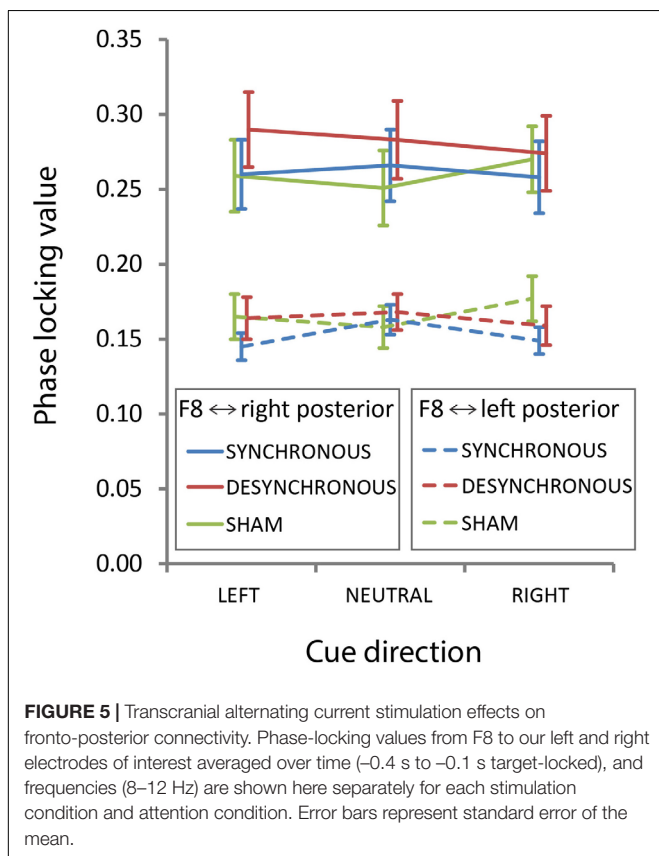 0.35
0.30
0.25
0.20
0.15
0.10
0.05
0.00
Phase locking value
F8 ↔ right posterior
SYNCHRONOUS
DESYNCHRONOUS
SHAM
F8 ↔ left posterior
SYNCHRONOUS
DESYNCHRONOUS
SHAM
LEFT NEUTRAL RIGHT
Cue direction
FIGURE 5 | Transcranial alternating current stimulation effects on
fronto-posterior connectivity. Phase-locking values from F8 to our left and right
electrodes of interest averaged over time (–0.4 s to –0.1 s target-locked), and
frequencies (8–12 Hz) are shown here separately for each stimulation
condition and attention condition. Error bars represent standard error of the
mean.